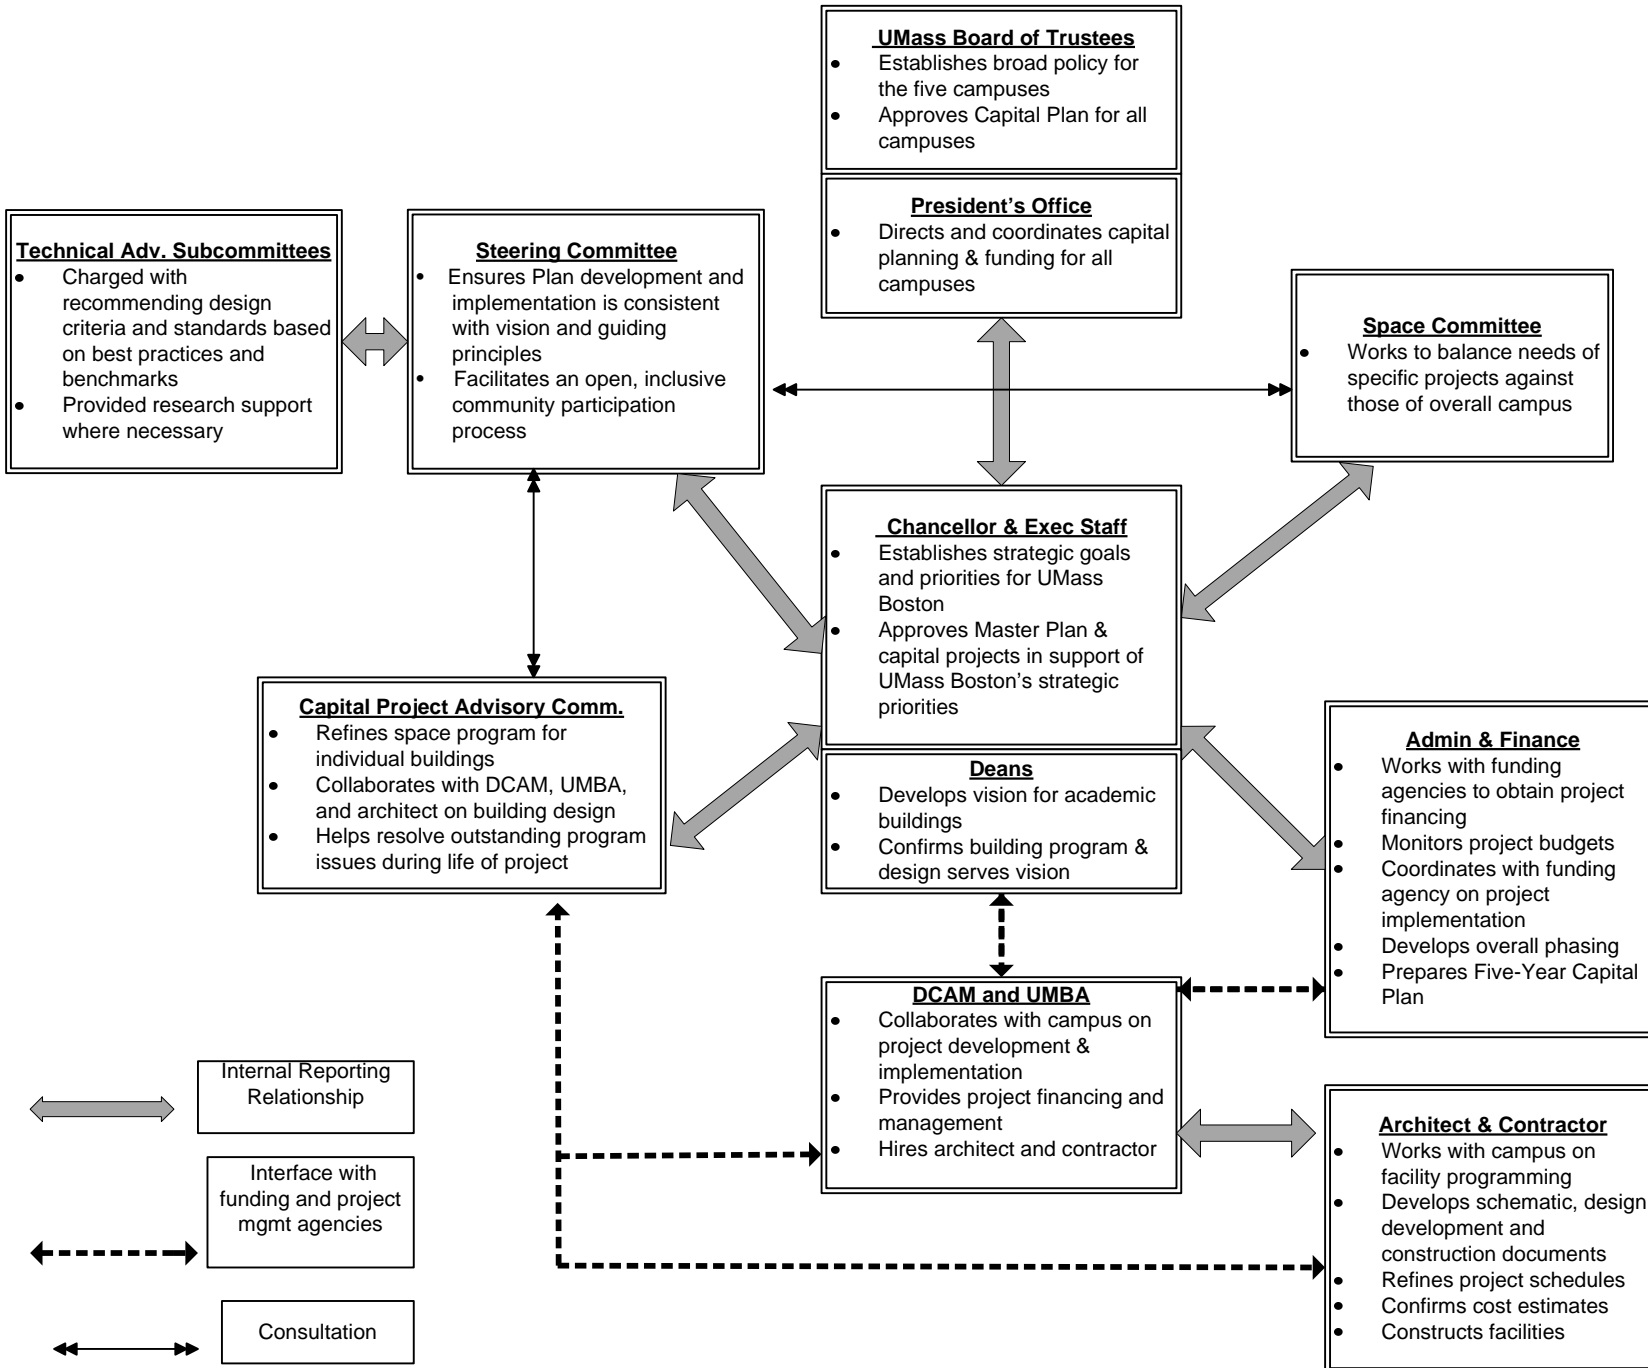 UMass Board of Trustees
• Establishes broad policy for
the five campuses
• Approves Capital Plan for all
campuses
President's Office
• Directs and coordinates capital
planning & funding for all
campuses
Technical Adv. Subcommittees
• Charged with
recommending design
criteria and standards based
on best practices and
benchmarks
• Provided research support
where necessary
Steering Committee
• Ensures Plan development and
implementation is consistent
with vision and guiding
principles
• Facilitates an open, inclusive
community participation
process
Space Committee
• Works to balance needs of
specific projects against
those of overall campus
Chancellor & Exec Staff
• Establishes strategic goals
and priorities for UMass
Boston
• Approves Master Plan &
capital projects in support of
UMass Boston's strategic
priorities
Deans
• Develops vision for academic
buildings
• Confirms building program &
design serves vision
Capital Project Advisory Comm.
• Refines space program for
individual buildings
• Collaborates with DCAM, UMBA,
and architect on building design
• Helps resolve outstanding program
issues during life of project
Admin & Finance
• Works with funding
agencies to obtain project
financing
• Monitors project budgets
• Coordinates with funding
agency on project
implementation
• Develops overall phasing
• Prepares Five-Year Capital
Plan
DCAM and UMBA
• Collaborates with campus on
project development &
implementation
• Provides project financing and
management
• Hires architect and contractor
Architect & Contractor
• Works with campus on
facility programming
• Develops schematic, design
development and
construction documents
• Refines project schedules
• Confirms cost estimates
• Constructs facilities
Internal Reporting
Relationship
Interface with
funding and project
mgmt agencies
Consultation